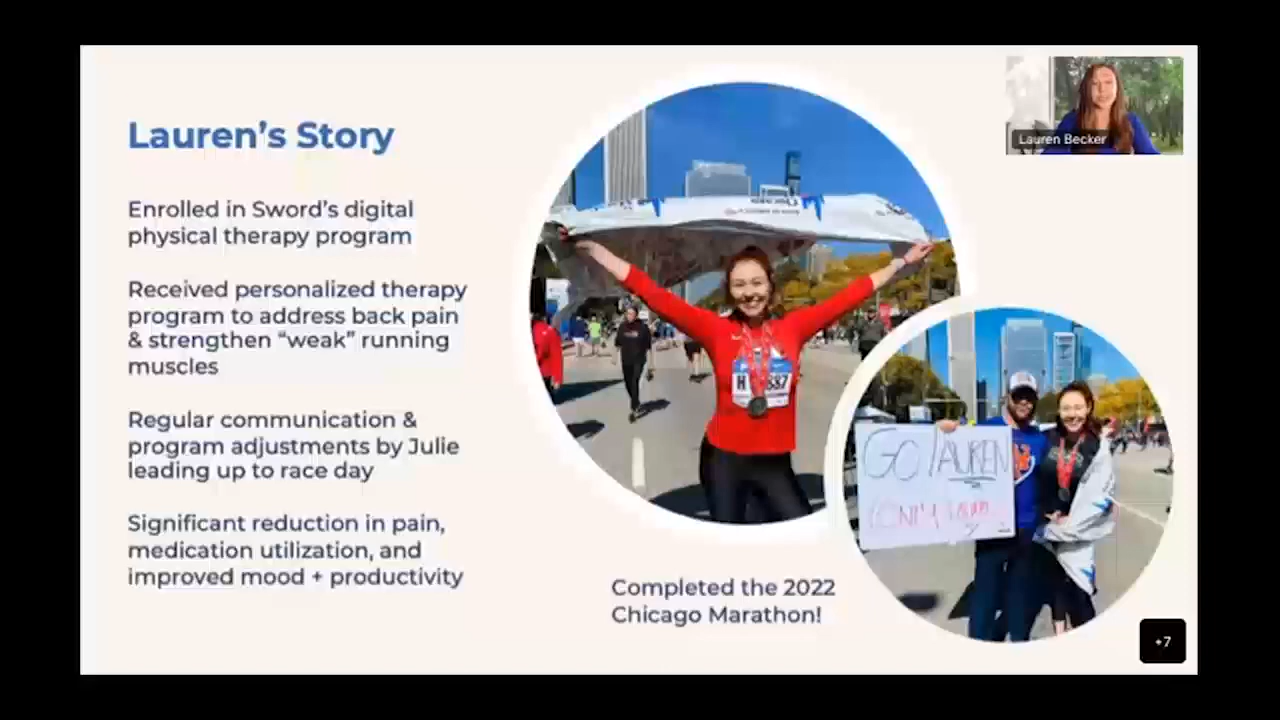 Lauren's Story
Enrolled in Sword's digital
physical therapy program
Received personalized therapy
program to address back pain
& strengthen “weak” running
muscles
Regular communication &
program adjustments by Julie
leading up to race day
Significant reduction in pain,
medication utilization, and
improved mood + productivity
Completed the 2022
Chicago Marathon!
Lauren Becker
H
GO LAUREN
+7